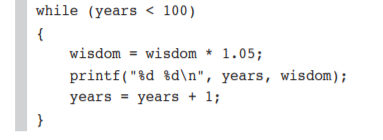 while (years < 100)
{
    wisdom = wisdom * 1.05;
    printf("%d %d\n", years, wisdom);
    years = years + 1;
}